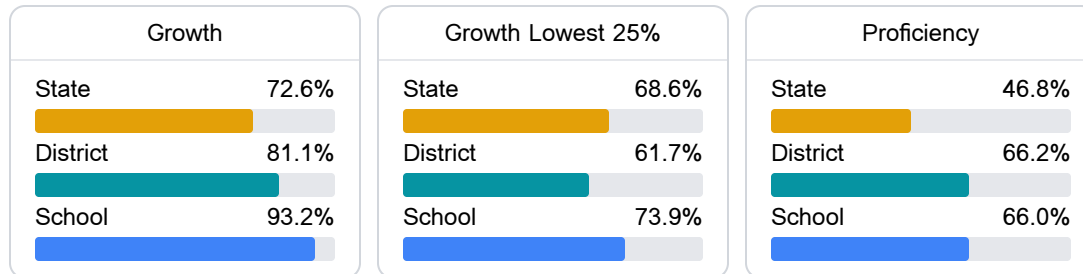 Growth
State 72.6%
District 81.1%
School 93.2%
Growth Lowest 25%
State 68.6%
District 61.7%
School 73.9%
Proficiency
State 46.8%
District 66.2%
School 66.0%